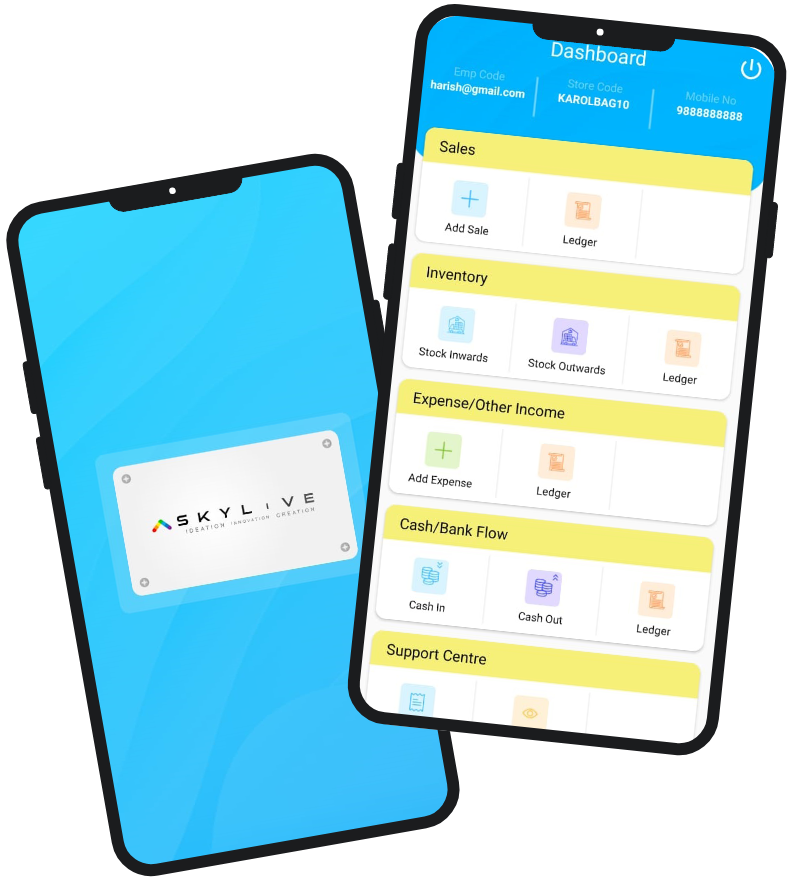 SKYLIVE
IDEATION INNOVATION CREATION
Dashboard
Emp Code
harish@gmail.com
Store Code
KAROLBAG10
Mobile No
9888888888
Sales
Add Sale
Ledger
Inventory
Stock Inwards
Stock Outwards
Ledger
Expense/Other Income
Add Expense
Ledger
Cash/Bank Flow
Cash In
Cash Out
Ledger
Support Centre